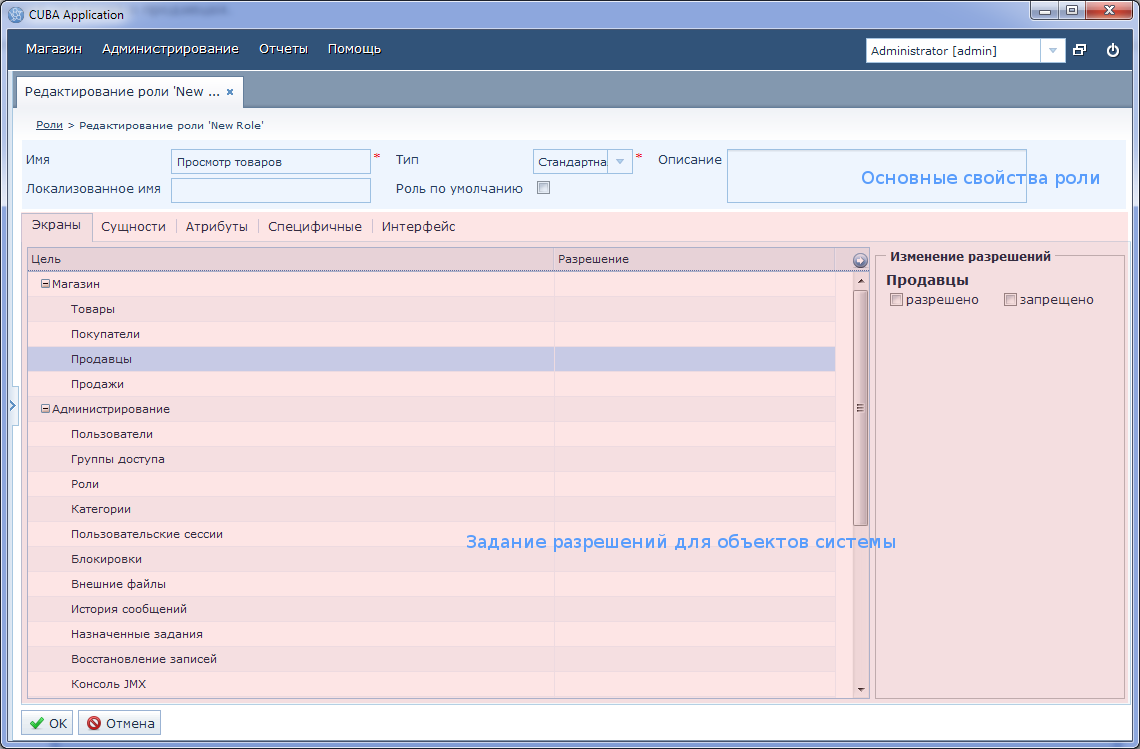 CUBA Application
Магазин Администрирование Отчеты Помощь Administrator [admin]
Редактирование роли 'New ... ×
Роли > Редактирование роли 'New Role'
Имя Просмотр товаров * Тип Стандартна * Описание
Локализованное имя Роль по умолчанию
Основные свойства роли
Экраны Сущности Атрибуты Специфичные Интерфейс
Цель Разрешение
Магазин
Товары
Покупатели
Продавцы
Продажи
Администрирование
Пользователи
Группы доступа
Роли
Категории
Пользовательские сессии
Блокировки
Внешние файлы
История сообщений
Назначенные задания
Восстановление записей
Консоль JMX
Задание разрешений для объектов системы
Изменение разрешений
Продавцы
разрешено запрещено
OK Отмена